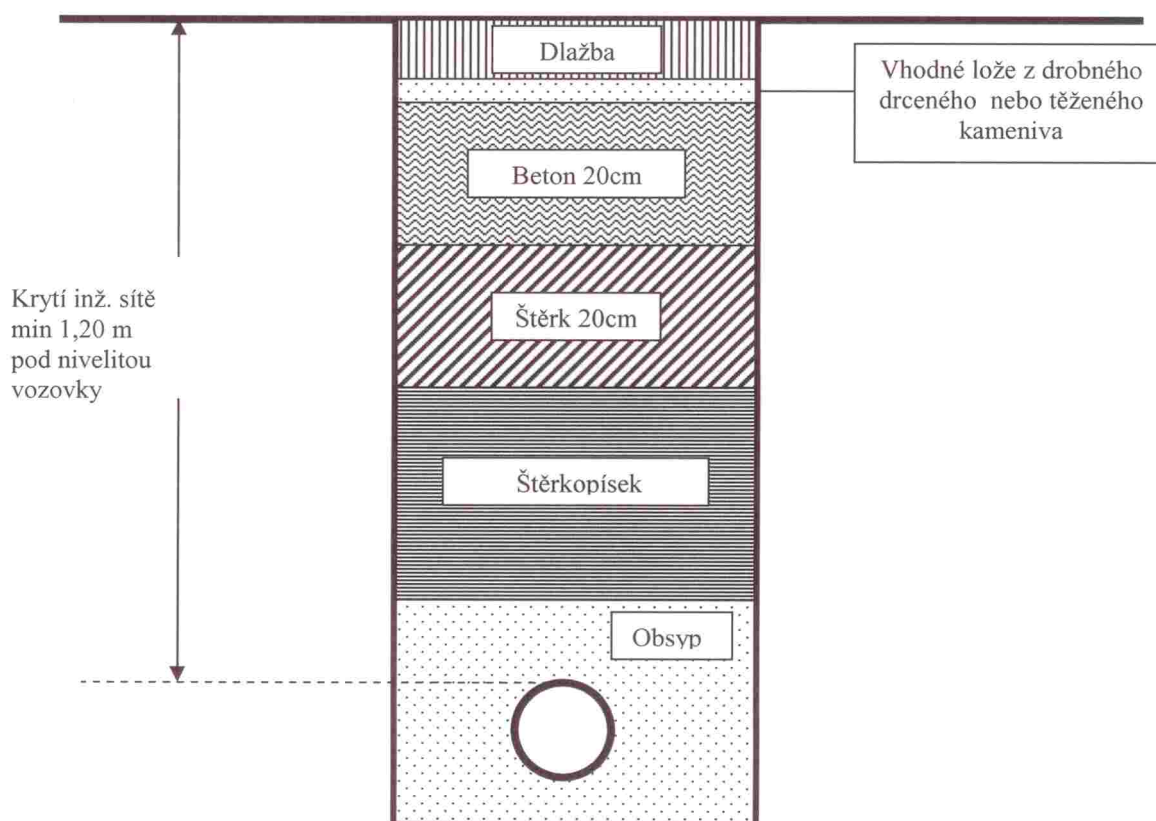 Dlažba
Vhodné lože z drobného
drceného nebo těženého
kameniva
Beton 20cm
Štěrk 20cm
Krytí inž. sítě
min 1,20 m
pod nivelitou
vozovky
Štěrkopísek
Obsyp